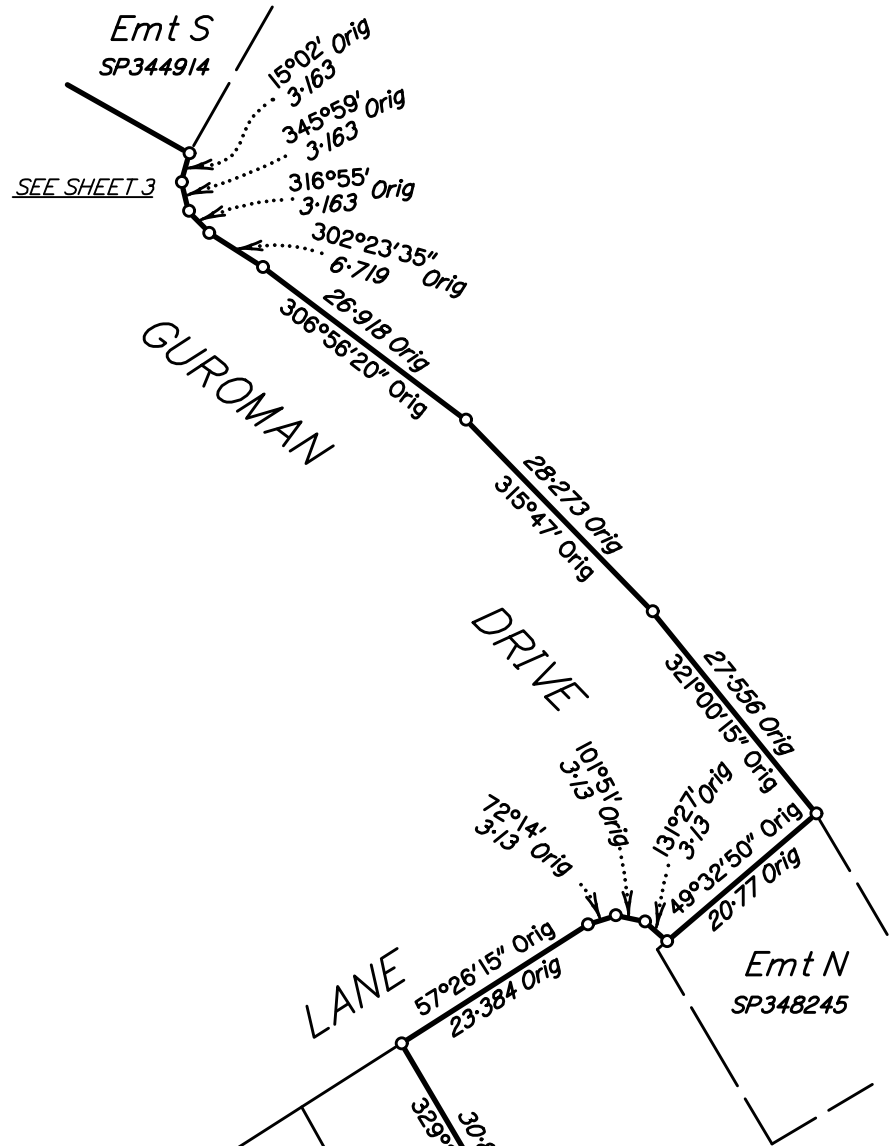 Emt S
SP344914
15°02' Orig
3·163
345°59' Orig
3·163
SEE SHEET 3
316°55' Orig
3·163
302°23'35" Orig
6·719
26·918 Orig
306°56'20" Orig
GUROMAN
28·273 Orig
315°47' Orig
DRIVE
27·556 Orig
321°00'15" Orig
101°51' Orig
3·13
131°27' Orig
3·13
72°14' Orig
3·13
49°32'50" Orig
20·77 Orig
57°26'15" Orig
23·384 Orig
LANE
Emt N
SP348245